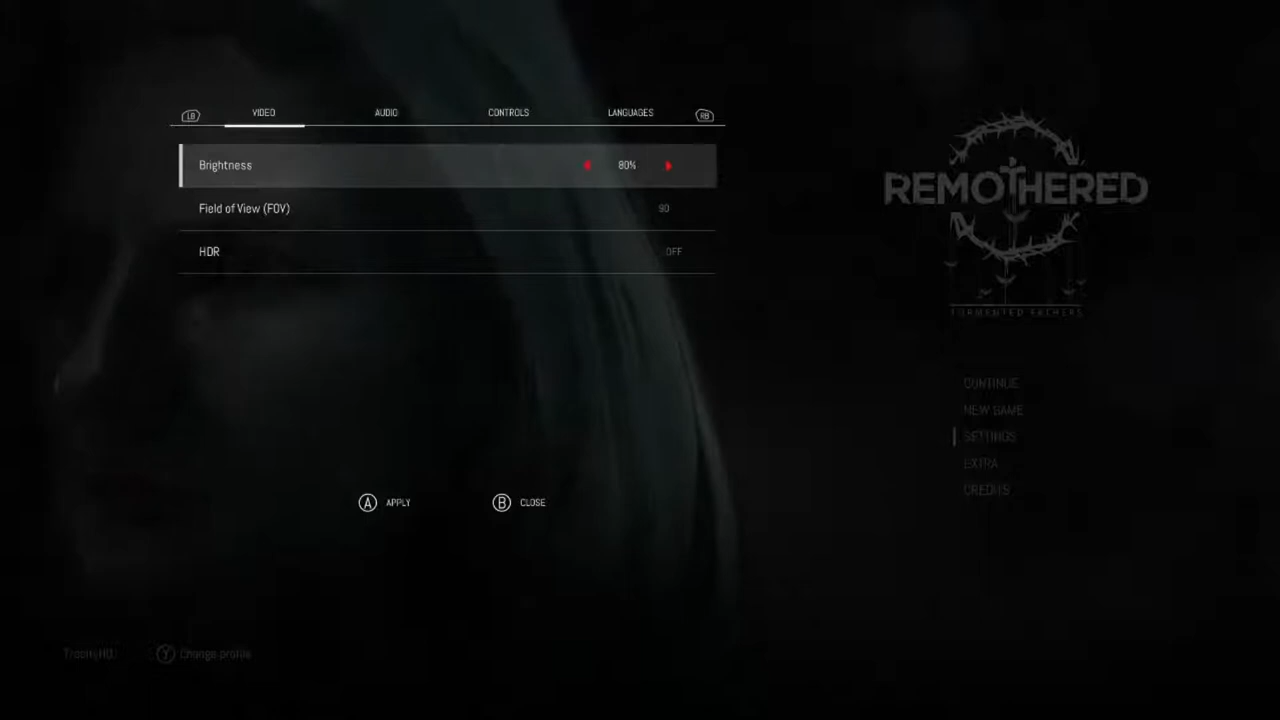 LB VIDEO AUDIO CONTROLS LANGUAGES RB
Brightness 80%
Field of View (FOV) 90
HDR OFF
A APPLY B CLOSE
REMOTHERED
TORMENTED FATHERS
CONTINUE
NEW GAME
SETTINGS
EXTRA
CREDITS
Y Change profile